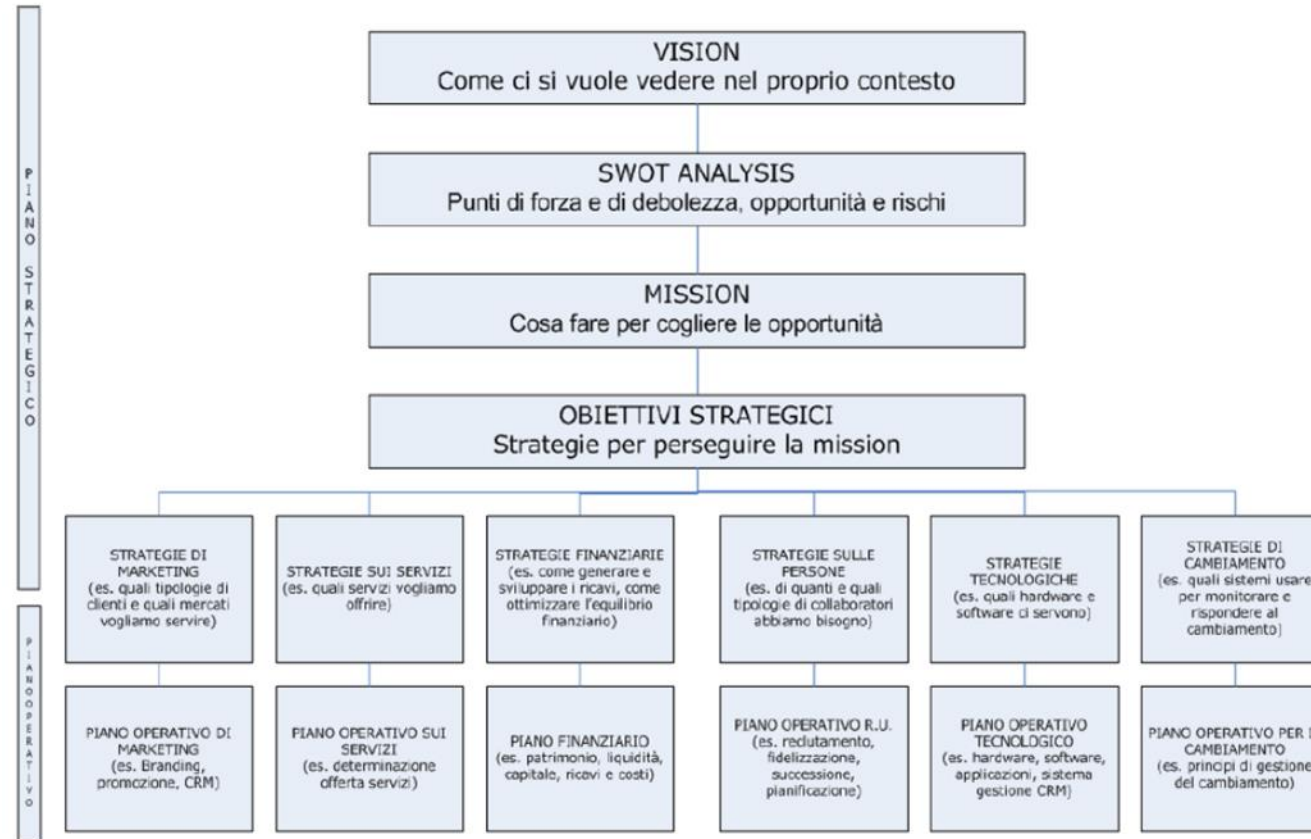 PIANO STRATEGICO
VISION
Come ci si vuole vedere nel proprio contesto
SWOT ANALYSIS
Punti di forza e di debolezza, opportunità e rischi
MISSION
Cosa fare per cogliere le opportunità
OBIETTIVI STRATEGICI
Strategie per perseguire la mission
STRATEGIE DI
MARKETING
(es. quali tipologie di
clienti e quali mercati
vogliamo servire)
STRATEGIE SUI SERVIZI
(es. quali servizi vogliamo
offrire)
STRATEGIE FINANZIARIE
(es. come generare e
sviluppare i ricavi, come
ottimizzare l'equilibrio
finanziario)
STRATEGIE SULLE
PERSONE
(es. di quanti e quali
tipologie di collaboratori
abbiamo bisogno)
STRATEGIE
TECNOLOGICHE
(es. quali hardware e
software ci servono)
STRATEGIE DI
CAMBIAMENTO
(es. quali sistemi usare
per monitorare e
rispondere al
cambiamento)
PIANO OPERATIVO
PIANO OPERATIVO DI
MARKETING
(es. Branding,
promozione, CRM)
PIANO OPERATIVO SUI
SERVIZI
(es. determinazione
offerta servizi)
PIANO FINANZIARIO
(es. patrimonio, liquidità,
capitale, ricavi e costi)
PIANO OPERATIVO R.U.
(es. reclutamento,
fidelizzazione,
successione,
pianificazione)
PIANO OPERATIVO
TECNOLOGICO
(es. hardware, software,
applicazioni, sistema
gestione CRM)
PIANO OPERATIVO PER
CAMBIAMENTO
(es. principi di gestione
del cambiamento)